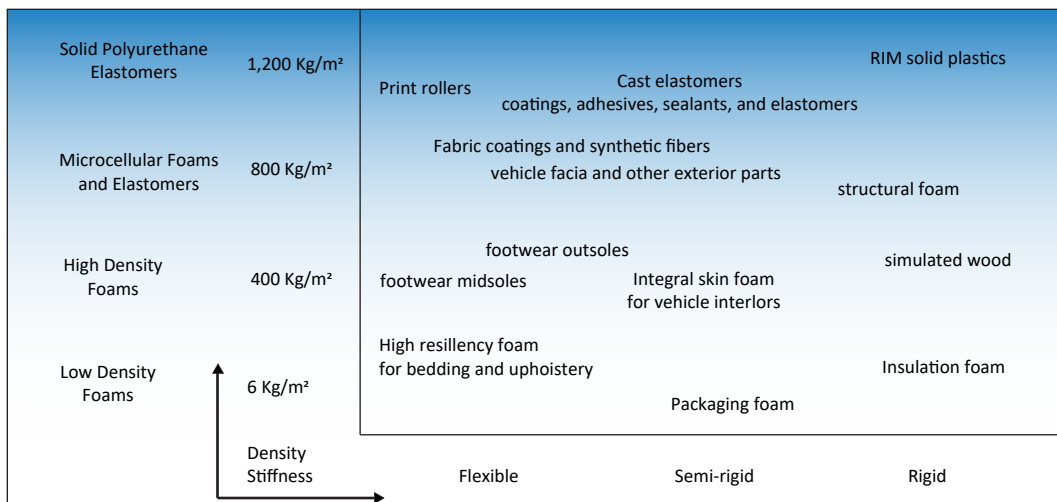 Solid Polyurethane
Elastomers
1,200 Kg/m²
RIM solid plastics
Print rollers
Cast elastomers
coatings, adhesives, sealants, and elastomers
Fabric coatings and synthetic fibers
Microcellular Foams
and Elastomers
800 Kg/m²
vehicle facia and other exterior parts
structural foam
footwear outsoles
simulated wood
High Density
Foams
400 Kg/m²
footwear midsoles
Integral skin foam
for vehicle interlors
High resillency foam
for bedding and uphoistery
Low Density
Foams
6 Kg/m²
Insulation foam
Packaging foam
Density
Stiffness
Flexible
Semi-rigid
Rigid